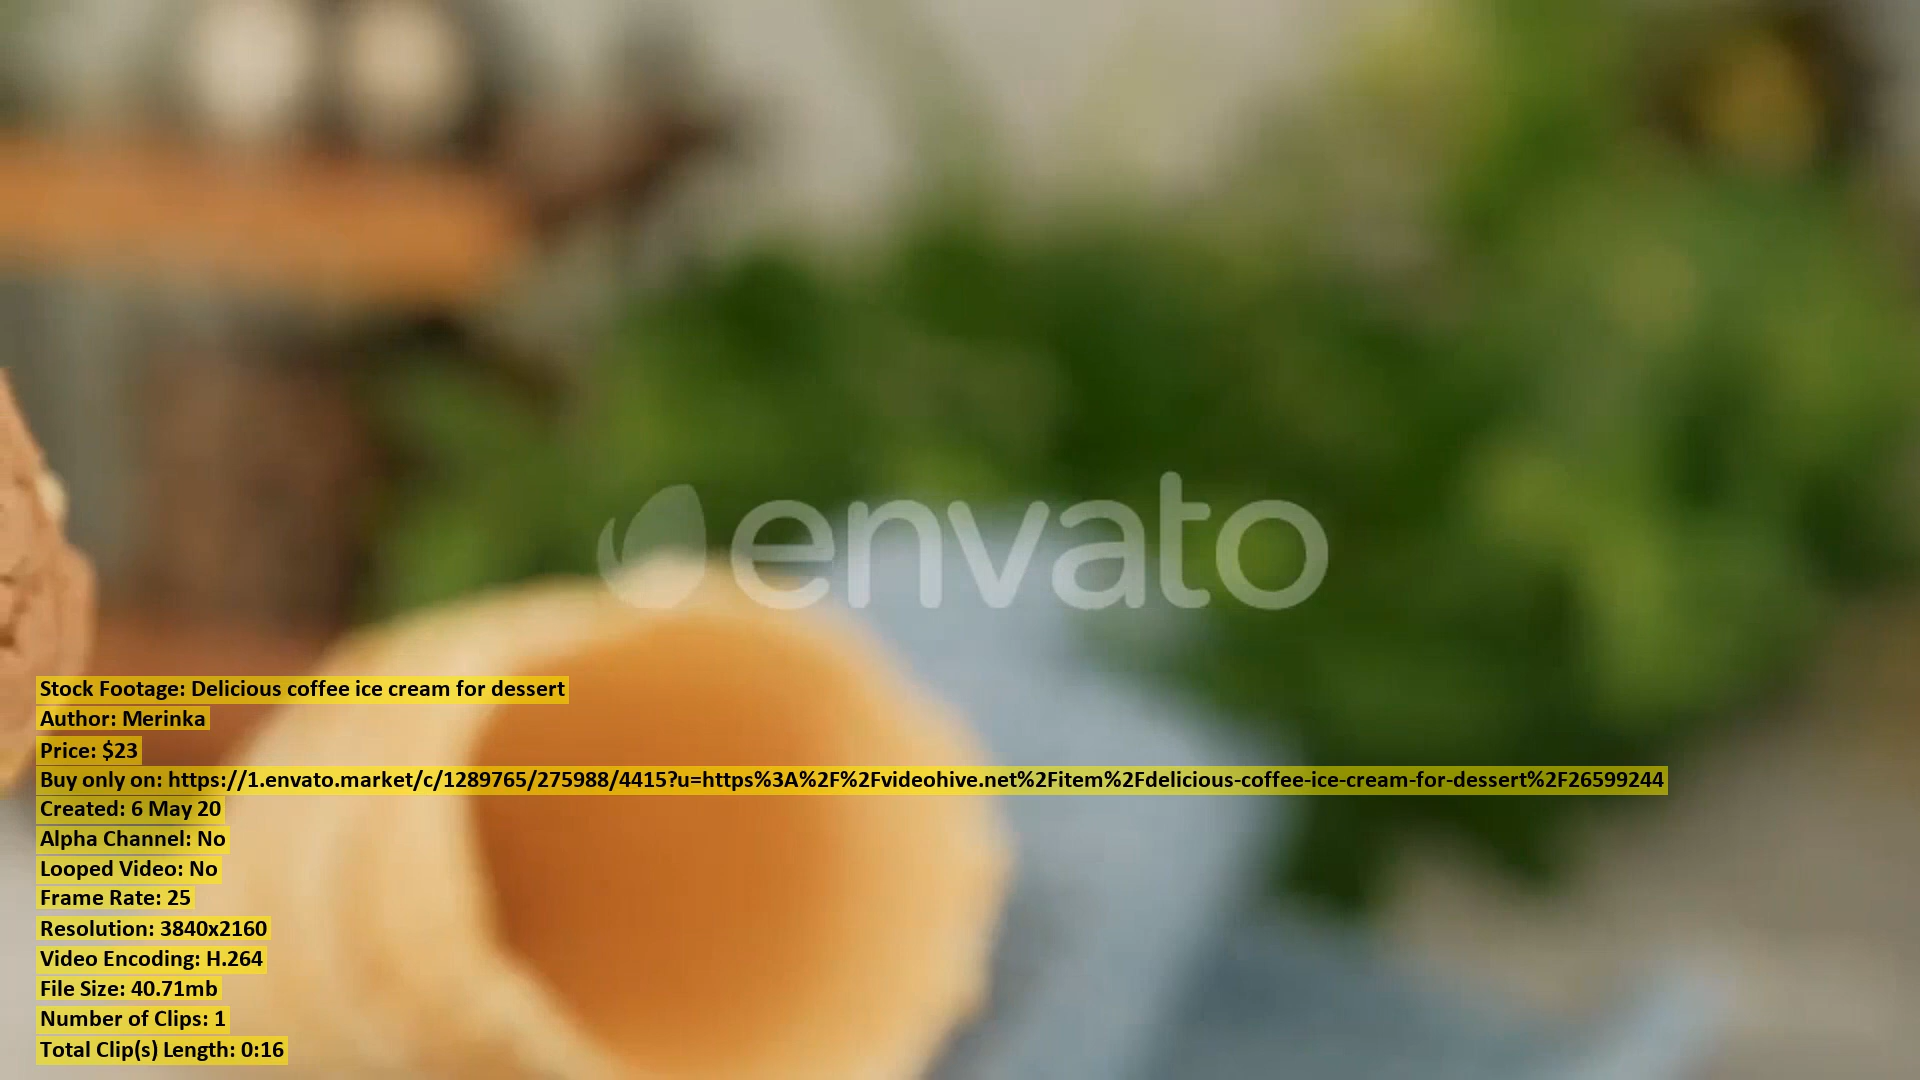 envato
Stock Footage: Delicious coffee ice cream for dessert
Author: Merinka
Price: $23
Buy only on: https://1.envato.market/c/1289765/275988/4415?u=https%3A%2F%2Fvideohive.net%2Fitem%2Fdelicious-coffee-ice-cream-for-dessert%2F26599244
Created: 6 May 20
Alpha Channel: No
Looped Video: No
Frame Rate: 25
Resolution: 3840x2160
Video Encoding: H.264
File Size: 40.71mb
Number of Clips: 1
Total Clip(s) Length: 0:16